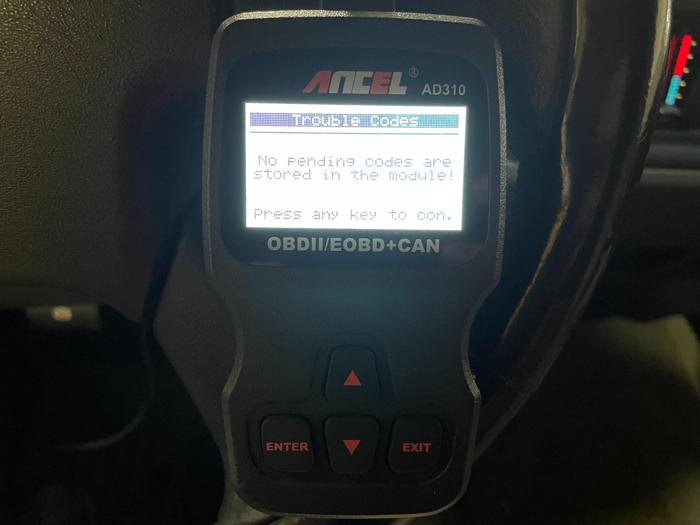 ANCEL®
AD310
Trouble Codes
No pending codes are
stored in the module!
Press any key to con.
OBDII/EOBD+CAN
ENTER
EXIT